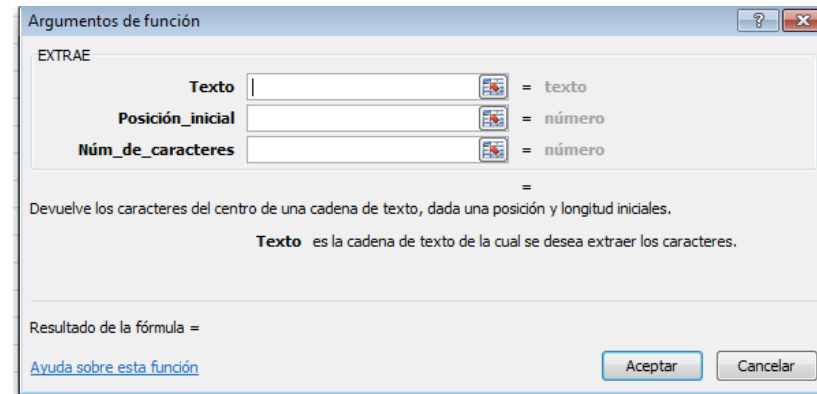 Argumentos de función
EXTRAE
Texto = texto
Posición_inicial = número
Núm_de_caracteres = número
=
Devuelve los caracteres del centro de una cadena de texto, dada una posición y longitud iniciales.
Texto es la cadena de texto de la cual se desea extraer los caracteres.
Resultado de la fórmula =
Ayuda sobre esta función Aceptar Cancelar